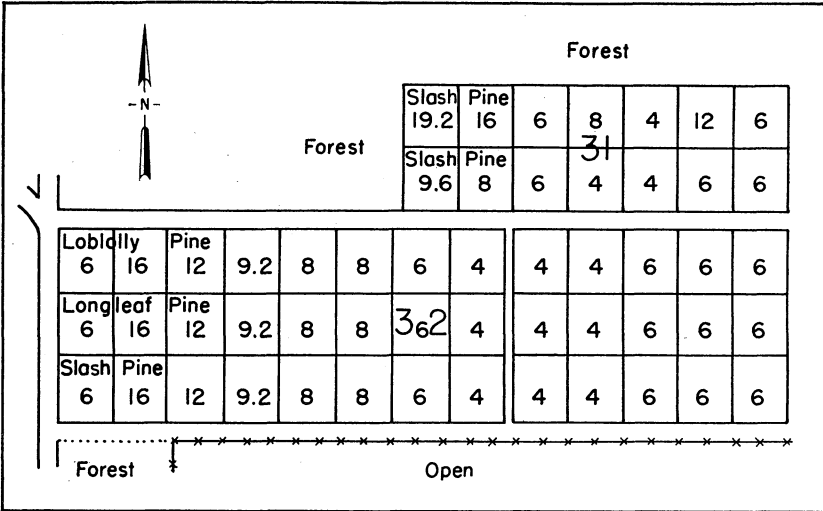 Forest
-N-
Slash Pine
19.2 16 6 8 4 12 6
31
Forest
Slash Pine
9.6 8 6 4 4 6 6
Loblolly Pine
6 16 12 9.2 8 8 6 4 4 4 6 6 6
Longleaf Pine
6 16 12 9.2 8 8 6 4 4 4 6 6 6
32
Slash Pine
6 16 12 9.2 8 8 6 4 4 4 6 6 6
Forest
Open